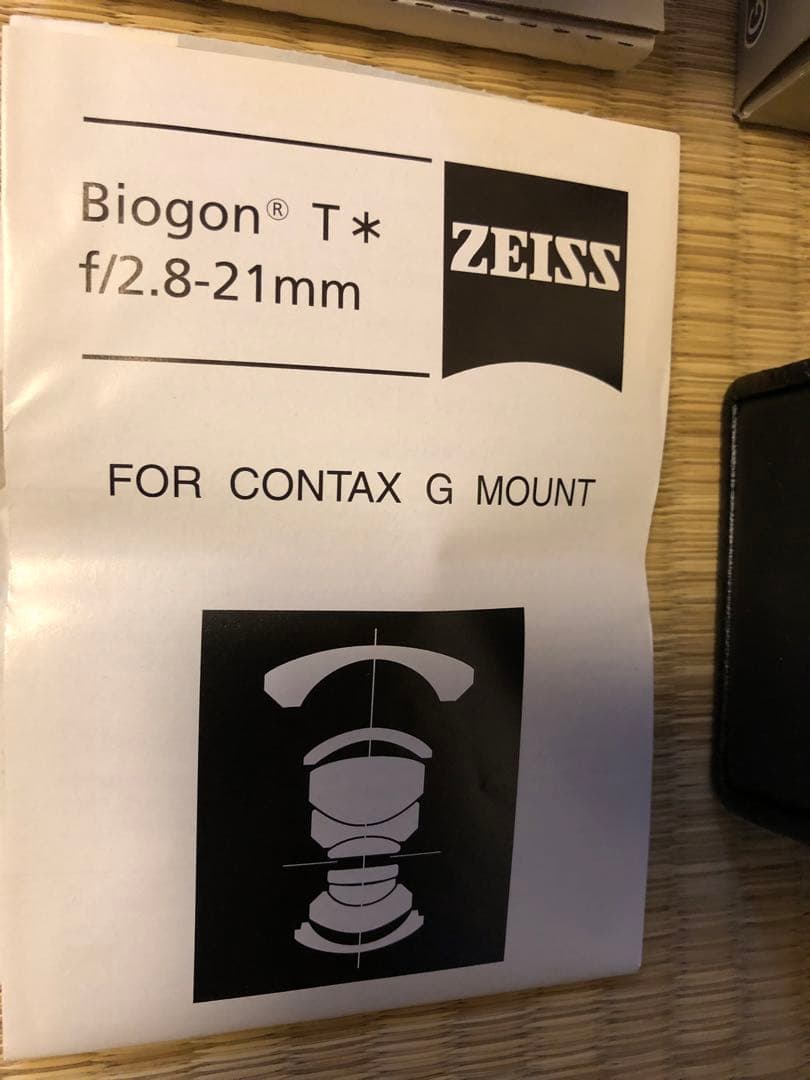 Biogon® T*
f/2.8-21mm
ZEISS
FOR CONTAX G MOUNT
G